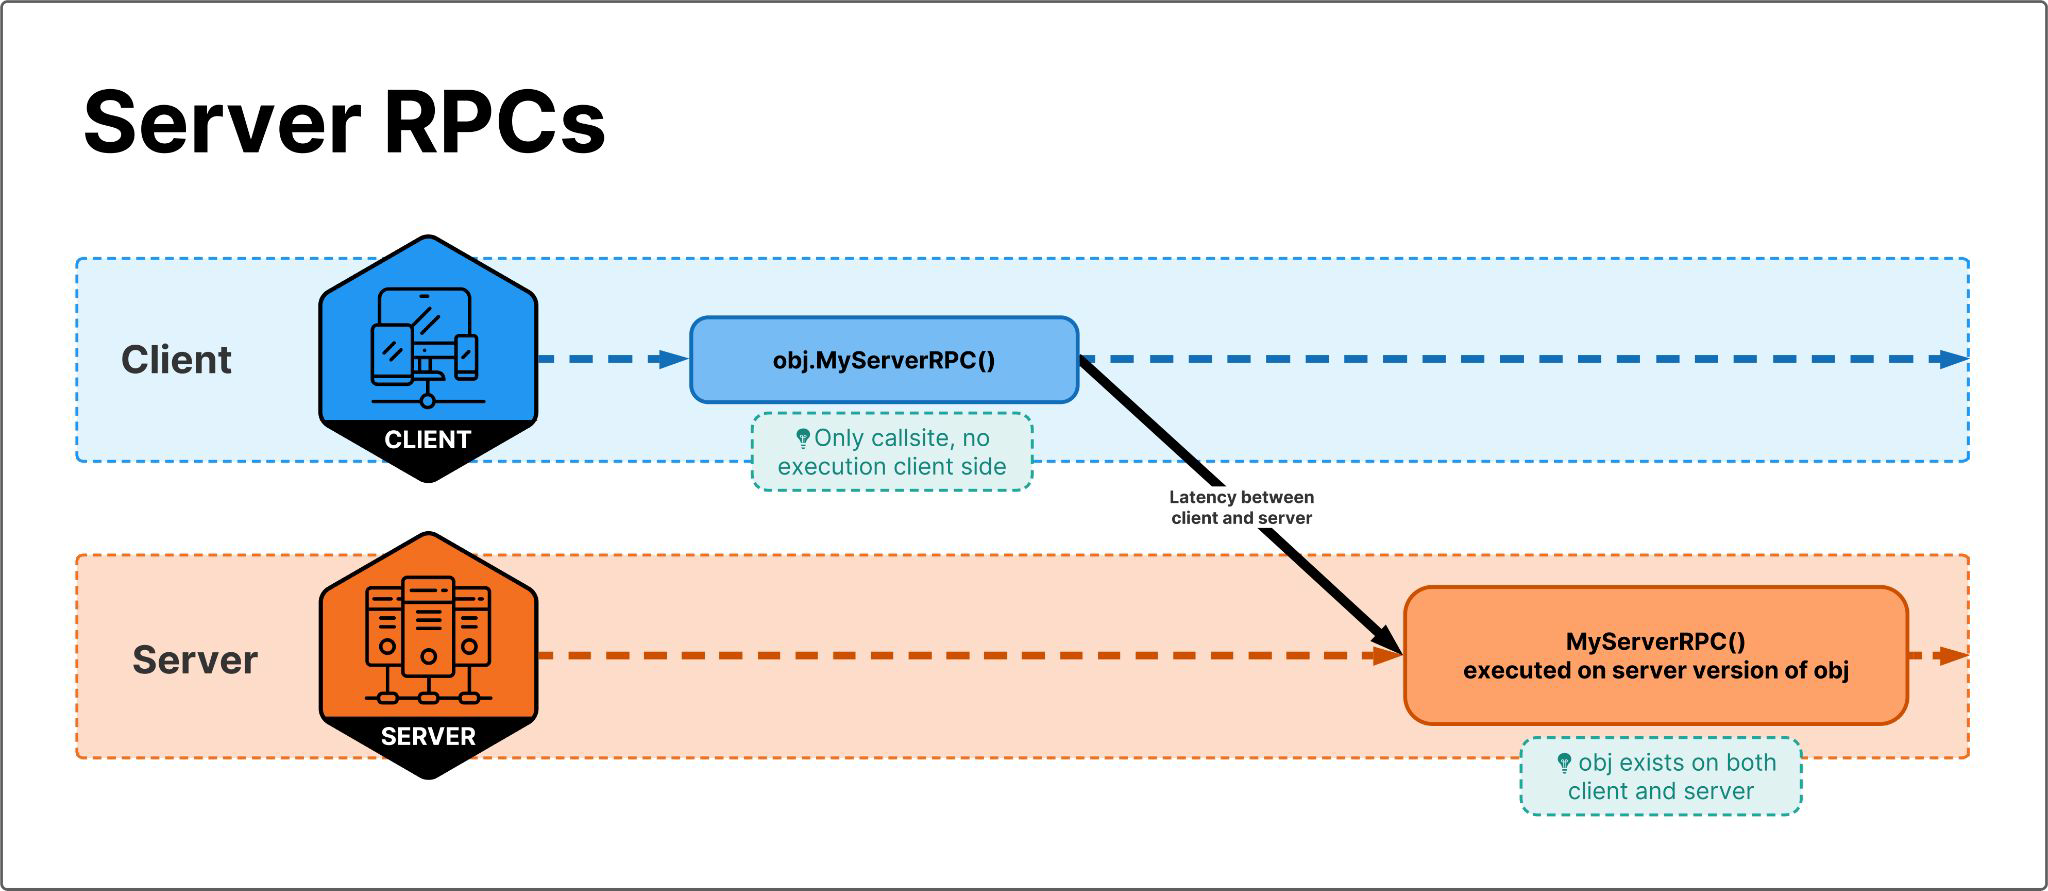 Server RPCs
Client
CLIENT
obj.MyServerRPC()
Only callsite, no
execution client side
Latency between
client and server
Server
SERVER
MyServerRPC()
executed on server version of obj
obj exists on both
client and server